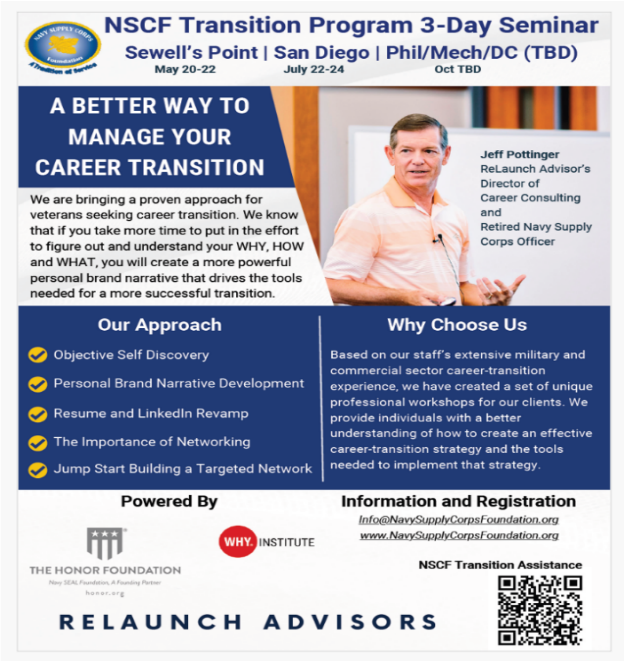 NAVY SUPPLY CORPS
Foundation
A Tradition of Service
NSCF Transition Program 3-Day Seminar
Sewell's Point | San Diego | Phil/Mech/DC (TBD)
May 20-22 July 22-24 Oct TBD
A BETTER WAY TO
MANAGE YOUR
CAREER TRANSITION
We are bringing a proven approach for
veterans seeking career transition. We know
that if you take more time to put in the effort
to figure out and understand your WHY, HOW
and WHAT, you will create a more powerful
personal brand narrative that drives the tools
needed for a more successful transition.
Jeff Pottinger
ReLaunch Advisor's
Director of
Career Consulting
and
Retired Navy Supply
Corps Officer
Our Approach
Objective Self Discovery
Personal Brand Narrative Development
Resume and LinkedIn Revamp
The Importance of Networking
Jump Start Building a Targeted Network
Why Choose Us
Based on our staff's extensive military and
commercial sector career-transition
experience, we have created a set of unique
professional workshops for our clients. We
provide individuals with a better
understanding of how to create an effective
career-transition strategy and the tools
needed to implement that strategy.
Powered By
THE HONOR FOUNDATION
Navy SEAL Foundation, A Founding Partner
honor.org
WHY. INSTITUTE
Information and Registration
Info@NavySupplyCorpsFoundation.org
www.NavySupplyCorpsFoundation.org
NSCF Transition Assistance
RELAUNCH ADVISORS